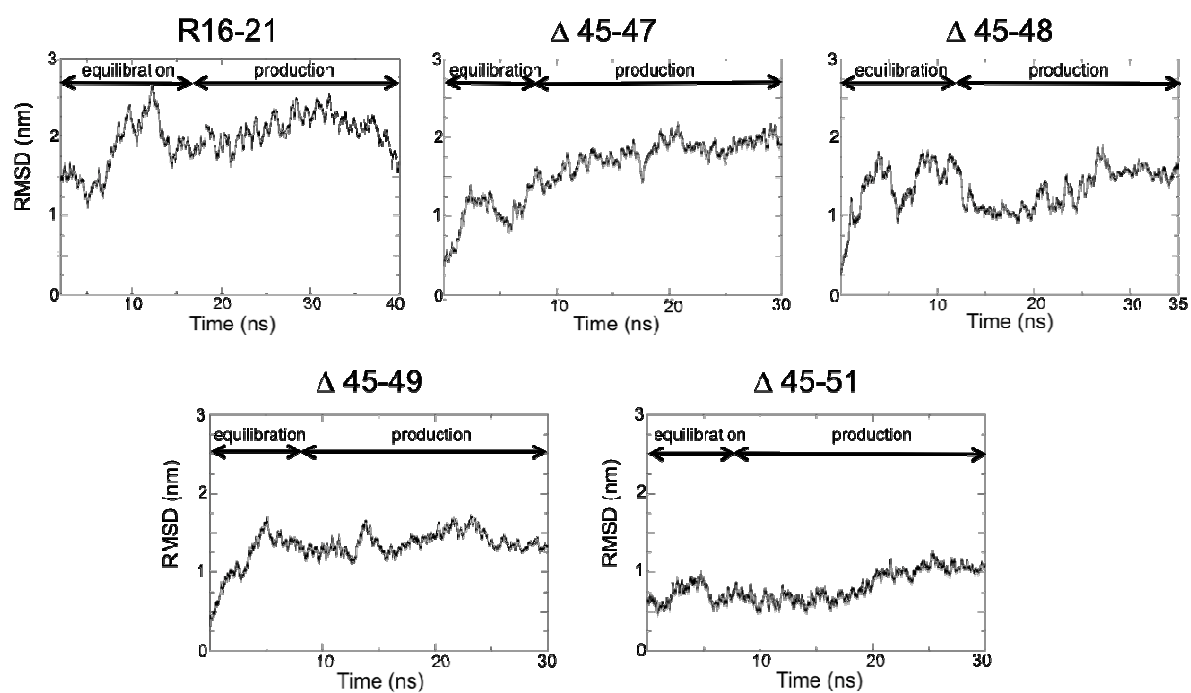 R16-21
3
equilibrat on
production
2
RMSD (nm)
1
0
10
20
30
40
Time (ns)
Δ 45-47
3
equilibration
production
2
1
0
10
20
30
Time (ns)
Δ 45-48
3
ecuilibration
production
2
1
0
10
20
30
35
Time (ns)
Δ 45-49
3
equilibration
production
2
RMSD (nm)
1
0
10
20
30
Time (ns)
Δ 45-51
3
equilibrat on
production
2
RMSD (nm)
1
0
10
20
30
Time (ns)